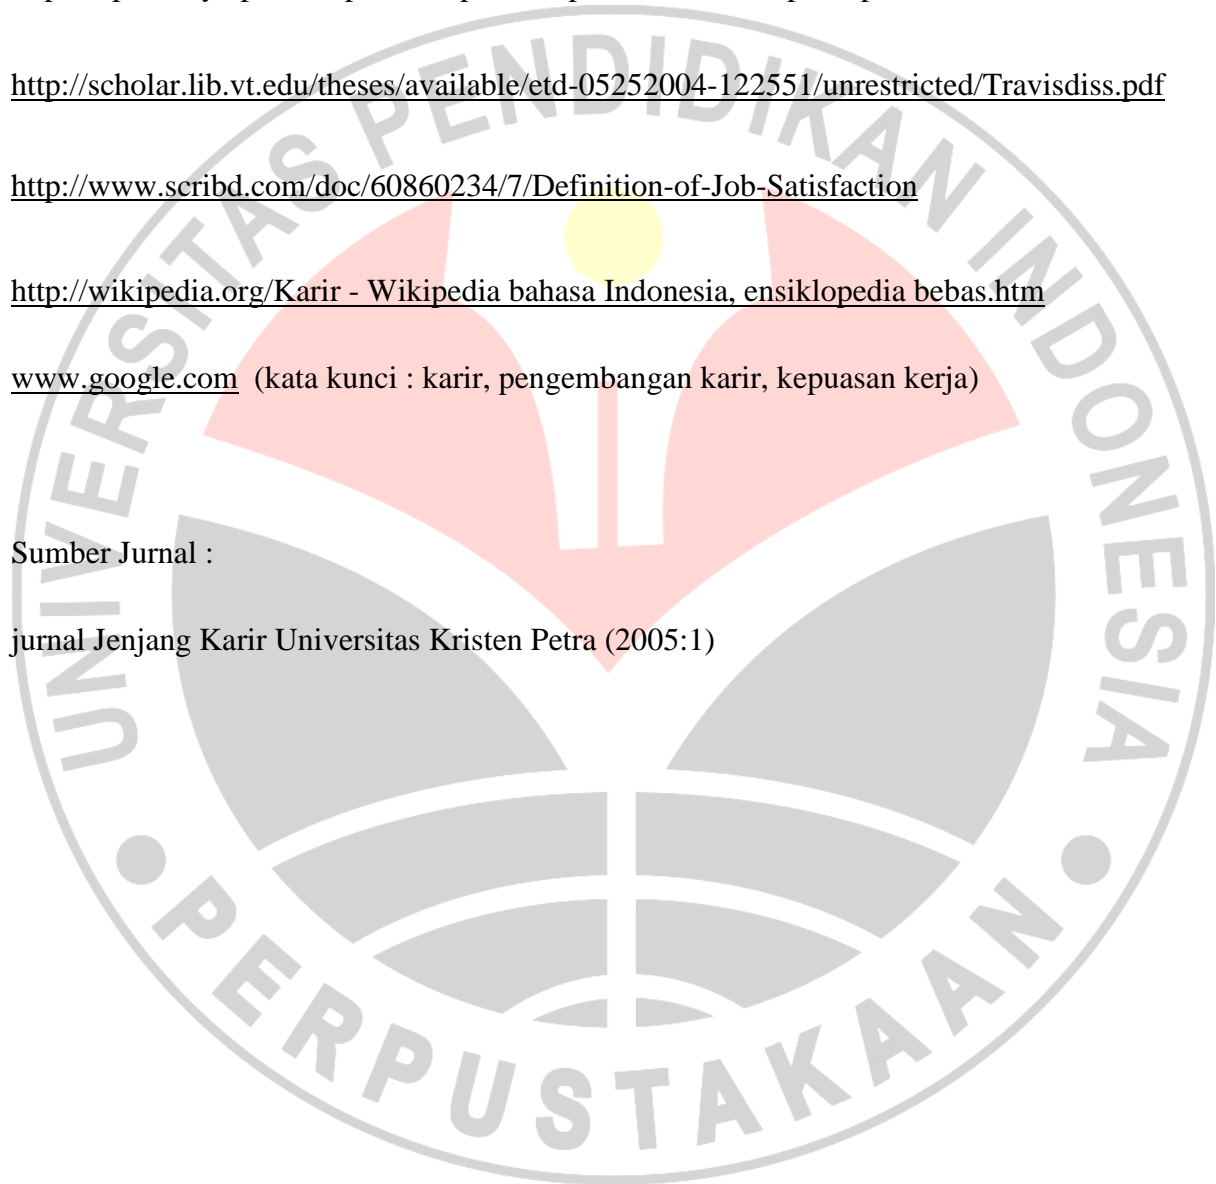 http://scholar.lib.vt.edu/theses/available/etd-05252004-122551/unrestricted/Travisdiss.pdf
http://www.scribd.com/doc/60860234/7/Definition-of-Job-Satisfaction
http://wikipedia.org/Karir - Wikipedia bahasa Indonesia, ensiklopedia bebas.htm
www.google.com (kata kunci : karir, pengembangan karir, kepuasan kerja)
Sumber Jurnal :
jurnal Jenjang Karir Universitas Kristen Petra (2005:1)
UNIVERSITAS PENDIDIKAN INDONESIA
PERPUSTAKAAN